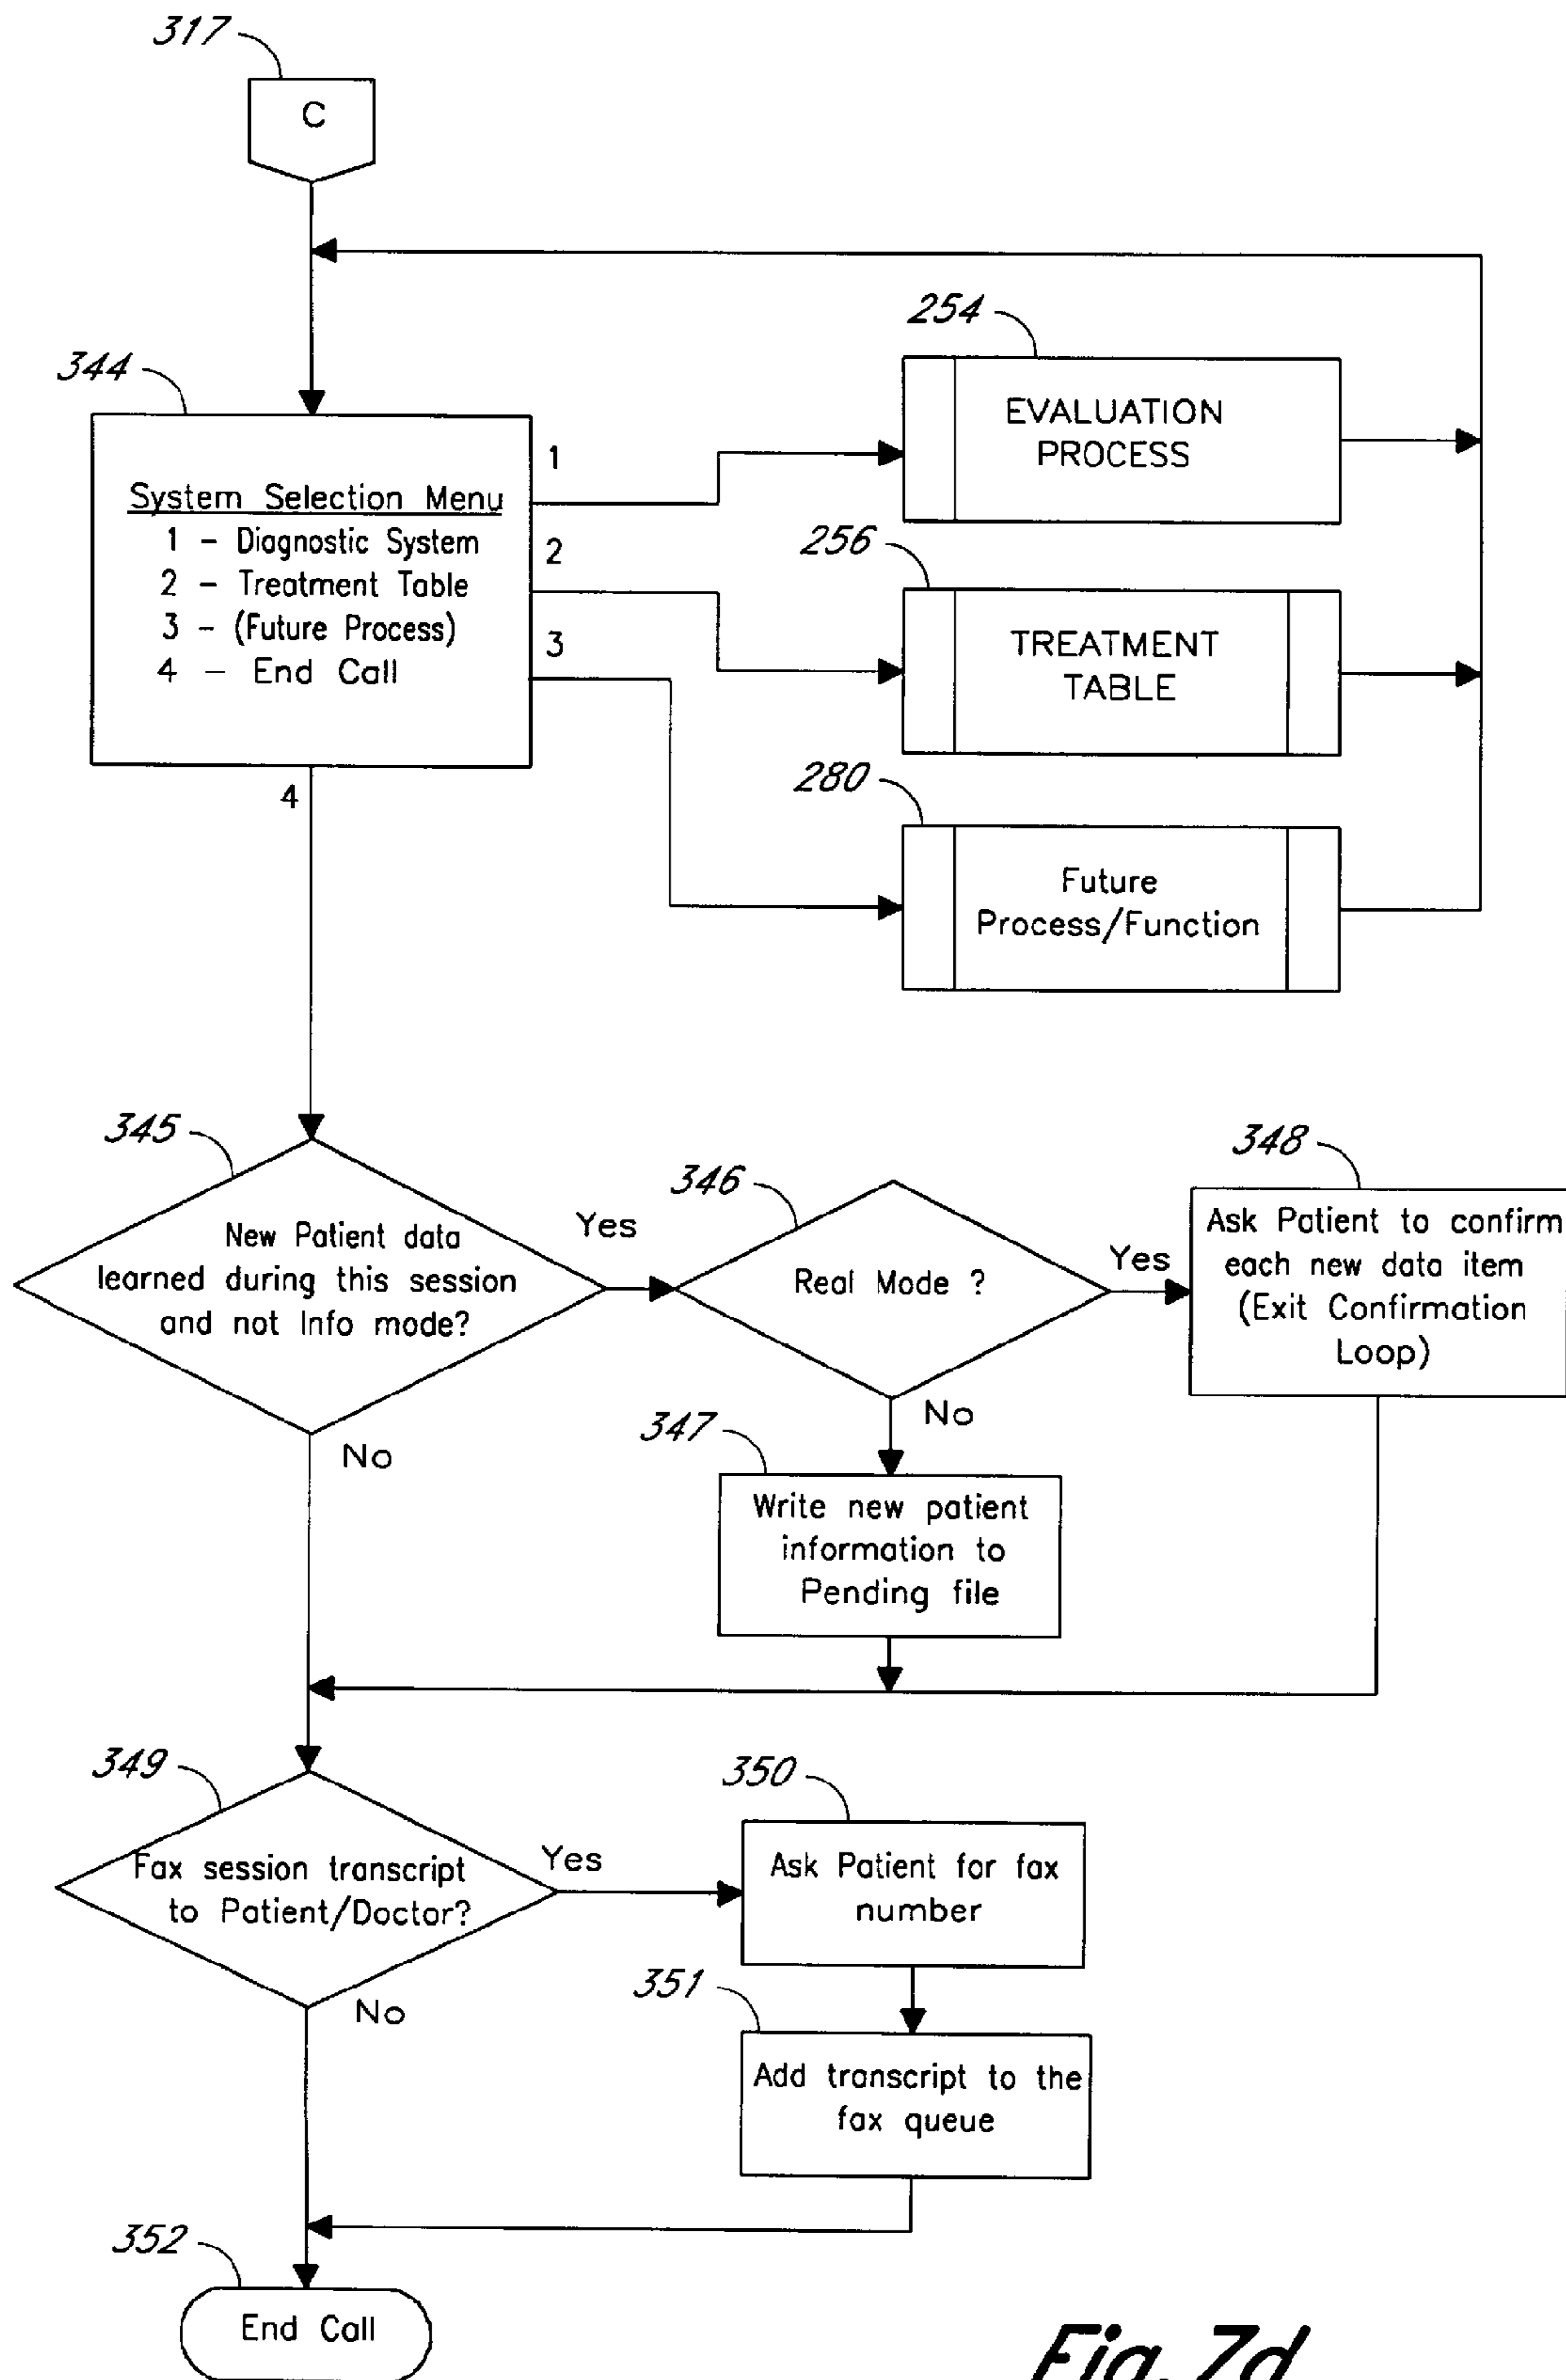 317
C
254
344
EVALUATION
PROCESS
1
System Selection Menu
1 - Diagnostic System
2 - Treatment Table
3 - (Future Process)
4 - End Call
2
256
3
TREATMENT
TABLE
4
280
Future
Process/Function
345
New Patient data
learned during this session
and not Info mode?
Yes
346
Real Mode ?
Yes
348
Ask Patient to confirm
each new data item
(Exit Confirmation
Loop)
No
No
347
Write new patient
information to
Pending file
349
Fax session transcript
to Patient/Doctor?
Yes
350
Ask Patient for fax
number
No
351
Add transcript to the
fax queue
352
End Call
Fig. 7d